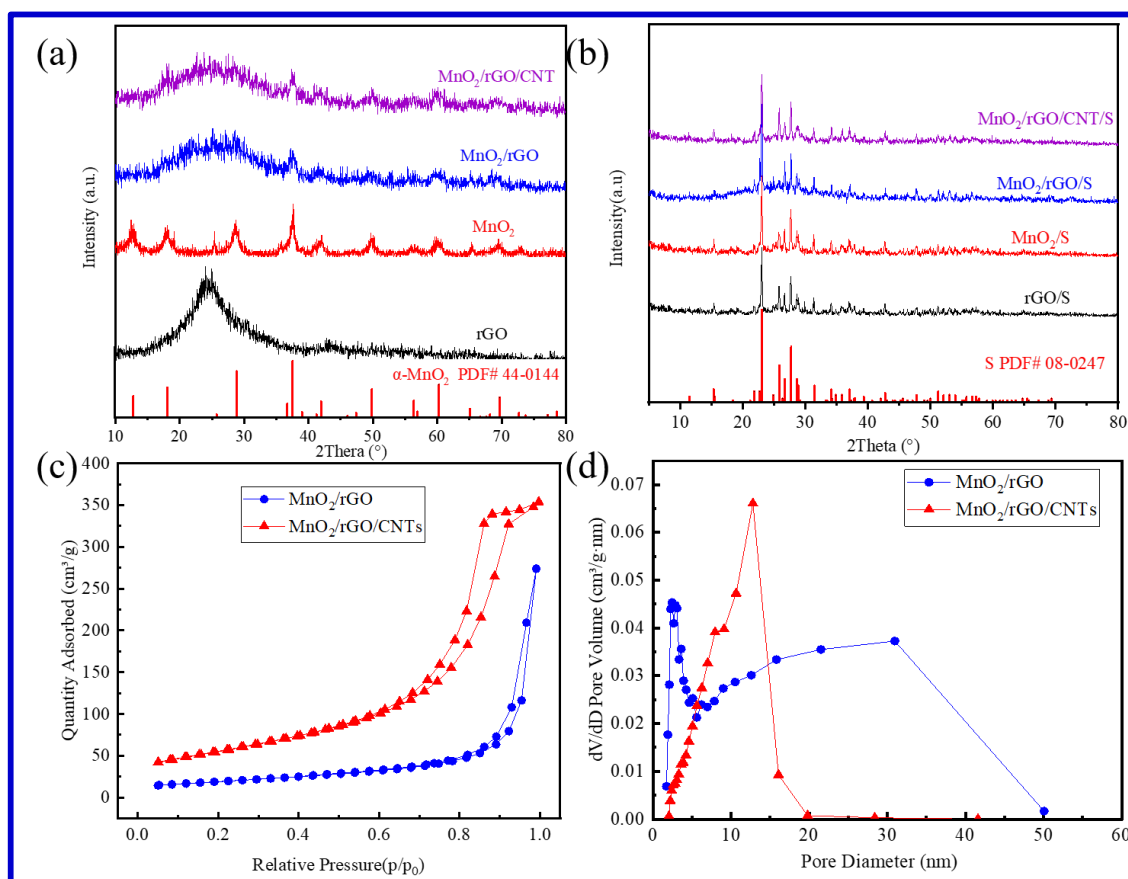 (a)
MnO₂/rGO/CNT
MnO₂/rGO
MnO₂
rGO
α-MnO₂ PDF# 44-0144
Intensity (a.u.)
10 20 30 40 50 60 70 80
2Thera (°)
(b)
MnO₂/rGO/CNT/S
MnO₂/rGO/S
MnO₂/S
rGO/S
S PDF# 08-0247
Intensity(a.u)
10 20 30 40 50 60 70 80
2Theta (°)
(c)
MnO₂/rGO
MnO₂/rGO/CNTs
Quantity Adsorbed (cm³/g)
400
350
300
250
200
150
100
50
0
0.0 0.2 0.4 0.6 0.8 1.0
Relative Pressure(p/p₀)
(d)
MnO₂/rGO
MnO₂/rGO/CNTs
dV/dD Pore Volume (cm³/g·nm)
0.07
0.06
0.05
0.04
0.03
0.02
0.01
0.00
0 10 20 30 40 50 60
Pore Diameter (nm)